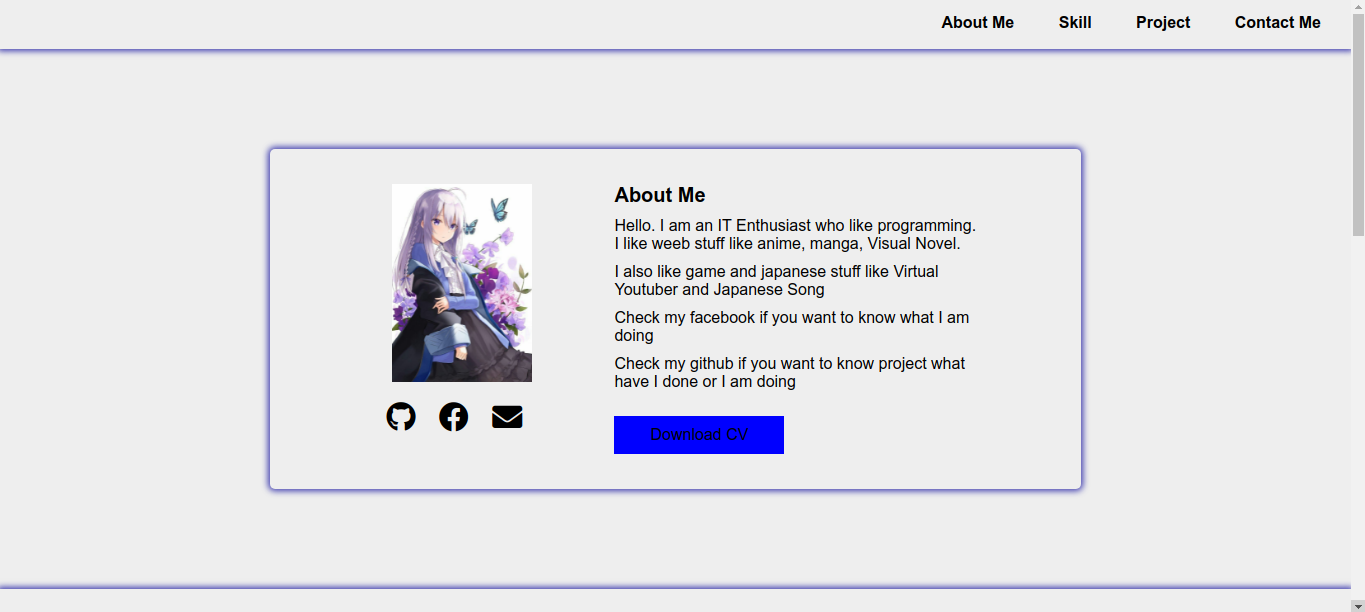 About Me Skill Project Contact Me
About Me
Hello. I am an IT Enthusiast who like programming.
I like weeb stuff like anime, manga, Visual Novel.
I also like game and japanese stuff like Virtual
Youtuber and Japanese Song
Check my facebook if you want to know what I am
doing
Check my github if you want to know project what
have I done or I am doing
Download CV